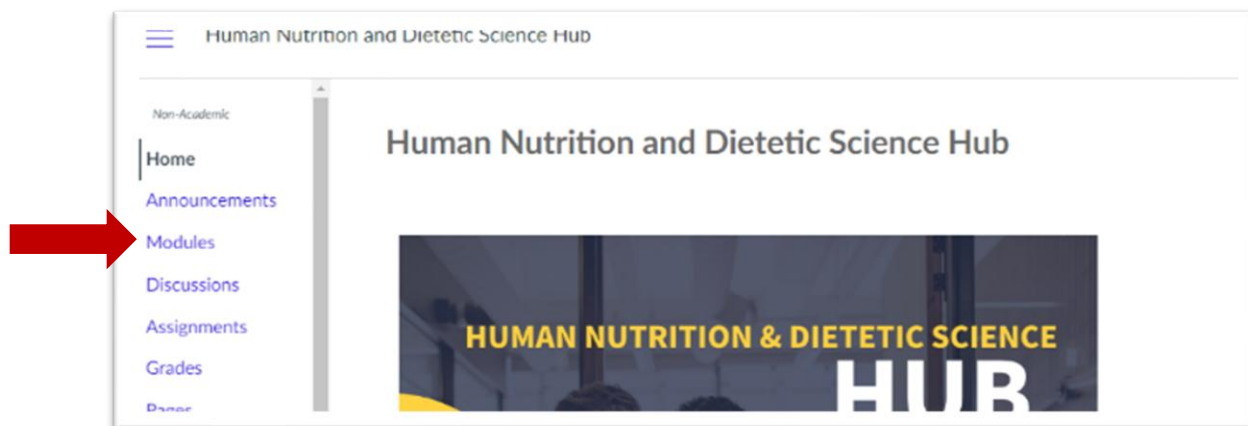 Human Nutrition and Dietetic Science Hub
Non-Academic
Home
Announcements
Modules
Discussions
Assignments
Grades
Pages
Human Nutrition and Dietetic Science Hub
HUMAN NUTRITION & DIETETIC SCIENCE
HUB